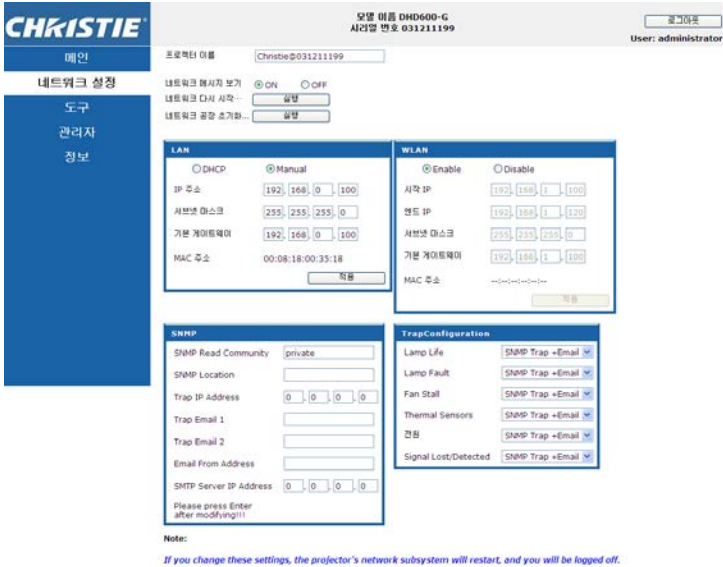 CHRISTIE
모델 이름 DHD600-G
시리얼 번호 031211199
로그아웃
User: administrator
메인
네트워크 설정
도구
관리자
정보
프로젝터 이름 Christie@031211199
네트워크 메시지 보기 ON OFF
네트워크 다시 시작... 실행
네트워크 공장 초기화... 실행
LAN
DHCP Manual
IP 주소 192. 168. 0 . 100
서브넷 마스크 255. 255. 255. 0
기본 게이트웨이 192. 168. 0 . 100
MAC 주소 00:08:18:00:35:18
적용
WLAN
Enable Disable
시작 IP 192. 168. 1 . 100
엔드 IP 192. 168. 1 . 120
서브넷 마스크 255. 255. 255. 0
기본 게이트웨이 192. 168. 1 . 100
MAC 주소 --:--:--:--:--:--
적용
SNMP
SNMP Read Community private
SNMP Location
Trap IP Address 0 . 0 . 0 . 0
Trap Email 1
Trap Email 2
Email From Address
SMTP Server IP Address 0 . 0 . 0 . 0
Please press Enter
after modifying!!!
TrapConfiguration
Lamp Life SNMP Trap +Email
Lamp Fault SNMP Trap +Email
Fan Stall SNMP Trap +Email
Thermal Sensors SNMP Trap +Email
전원 SNMP Trap +Email
Signal Lost/Detected SNMP Trap +Email
Note:
If you change these settings, the projector's network subsystem will restart, and you will be logged off.